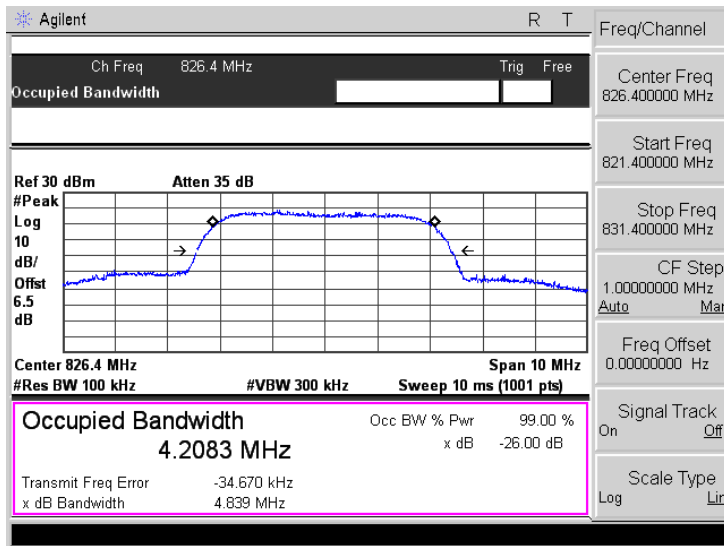 Agilent R T
Freq/Channel
Ch Freq 826.4 MHz Trig Free
Occupied Bandwidth
Center Freq
826.400000 MHz
Start Freq
821.400000 MHz
Stop Freq
831.400000 MHz
CF Step
1.00000000 MHz
Auto Man
Freq Offset
0.00000000 Hz
Signal Track
On Off
Scale Type
Log Lin
Ref 30 dBm Atten 35 dB
#Peak
Log
10
dB/
Offst
6.5
dB
Center 826.4 MHz Span 10 MHz
#Res BW 100 kHz #VBW 300 kHz Sweep 10 ms (1001 pts)
Occupied Bandwidth
4.2083 MHz
Occ BW % Pwr 99.00 %
x dB -26.00 dB
Transmit Freq Error -34.670 kHz
x dB Bandwidth 4.839 MHz